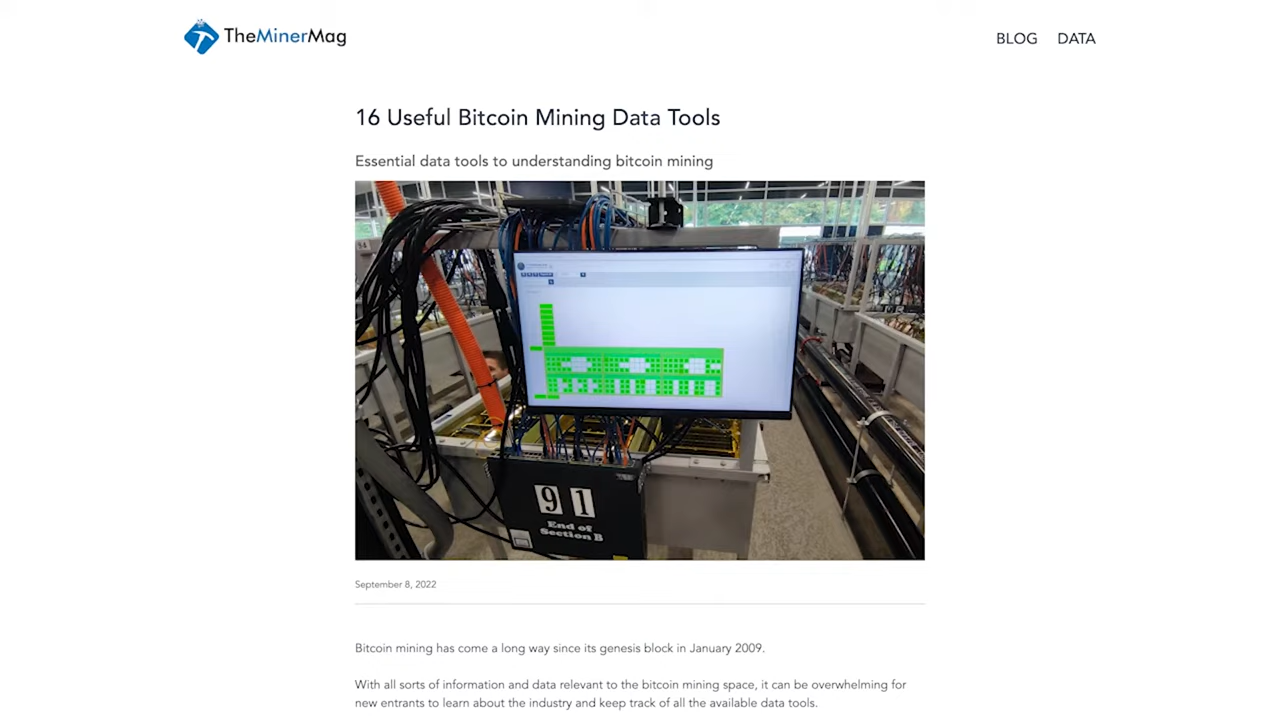 TheMinerMag
BLOG DATA
16 Useful Bitcoin Mining Data Tools
Essential data tools to understanding bitcoin mining
91
End of
Section B
September 8, 2022
Bitcoin mining has come a long way since its genesis block in January 2009.
With all sorts of information and data relevant to the bitcoin mining space, it can be overwhelming for
new entrants to learn about the industry and keep track of all the available data tools.